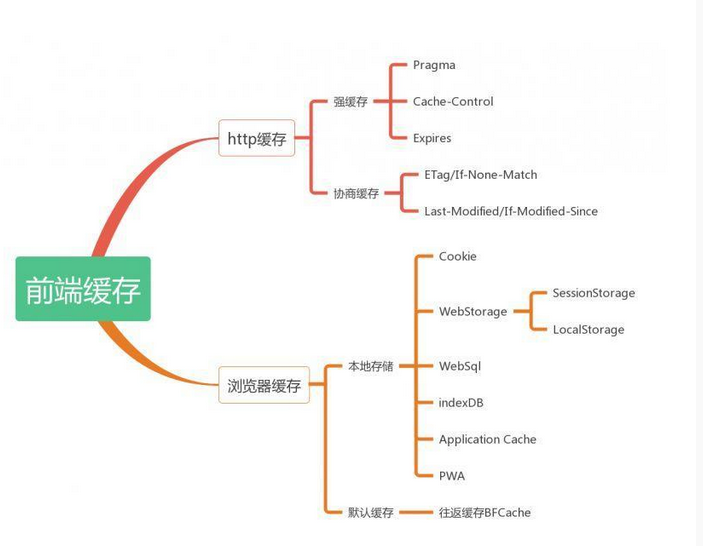 前端缓存
http缓存
强缓存
Pragma
Cache-Control
Expires
协商缓存
ETag/If-None-Match
Last-Modified/If-Modified-Since
浏览器缓存
本地存储
Cookie
WebStorage
SessionStorage
LocalStorage
WebSql
indexDB
Application Cache
PWA
默认缓存
往返缓存BFCache